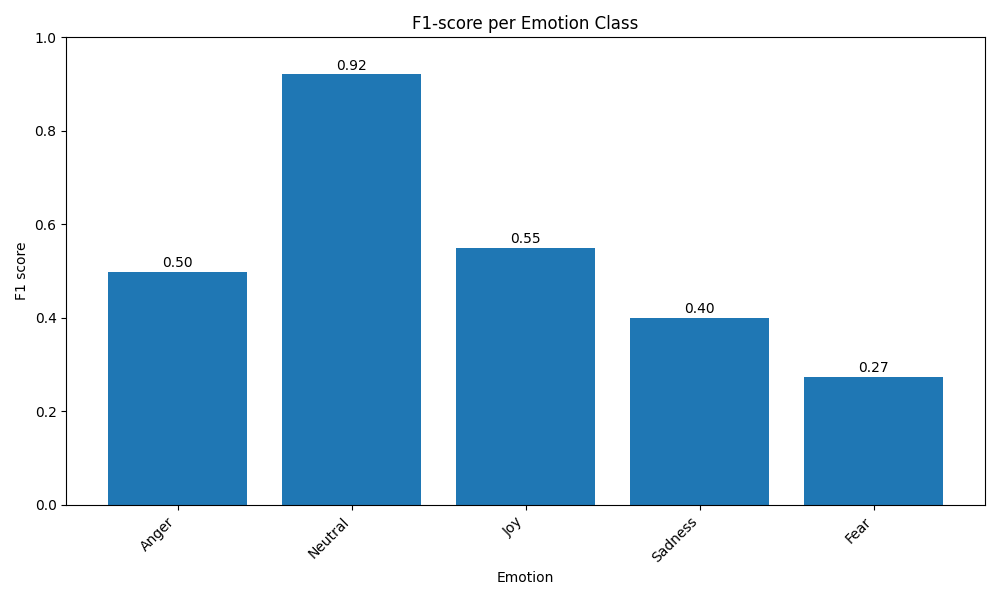 F1-score per Emotion Class
F1 score
1.0
0.8
0.6
0.4
0.2
0.0
0.50
0.92
0.55
0.40
0.27
Anger
Neutral
Joy
Sadness
Fear
Emotion